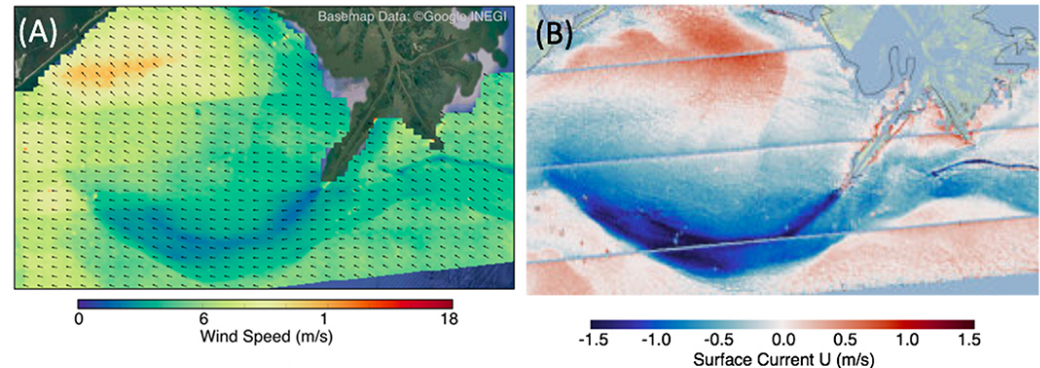 (A)
Basemap Data: ©Google INEGI
(B)
0 6 1 18
Wind Speed (m/s)
-1.5 -1.0 -0.5 0.0 0.5 1.0 1.5
Surface Current U (m/s)